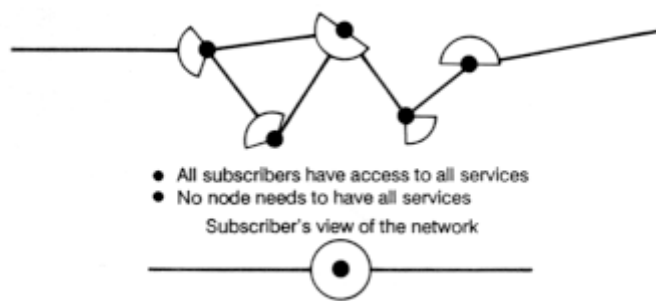 ● All subscribers have access to all services
● No node needs to have all services
Subscriber's view of the network